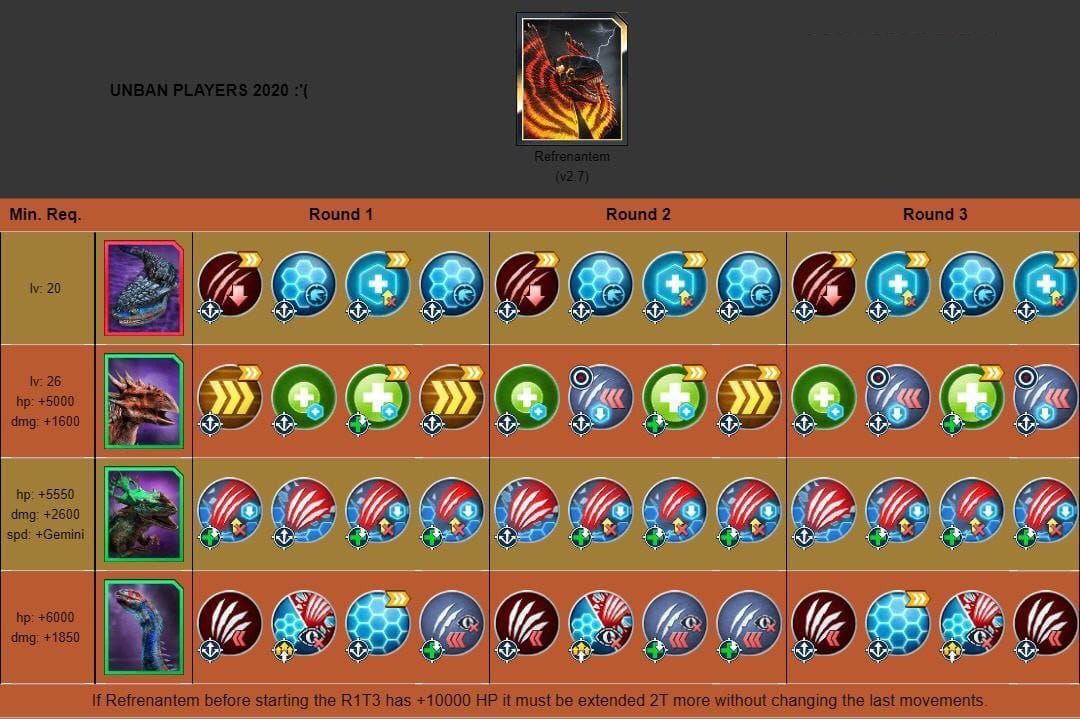 UNBAN PLAYERS 2020 :'(
Refrenantem
(v2.7)
Min. Req.
Round 1
Round 2
Round 3
lv: 20
lv: 26
hp: +5000
dmg: +1600
hp: +5550
dmg: +2600
spd: +Gemini
hp: +6000
dmg: +1850
If Refrenantem before starting the R1T3 has +10000 HP it must be extended 2T more without changing the last movements.